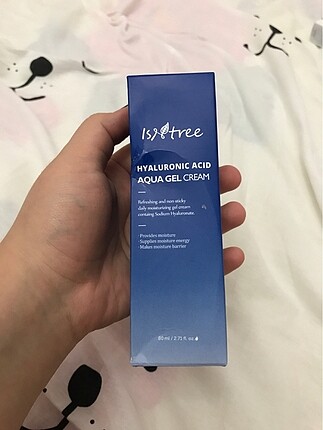 Isntree
HYALURONIC ACID
AQUA GEL CREAM
Refreshing and non sticky
daily moisturizing gel cream
containg Sodium Hyaluronate.
·Provides moisture
·Supplies moisture energy
·Makes moisture barrier
80 ml / 2.71 fl. oz